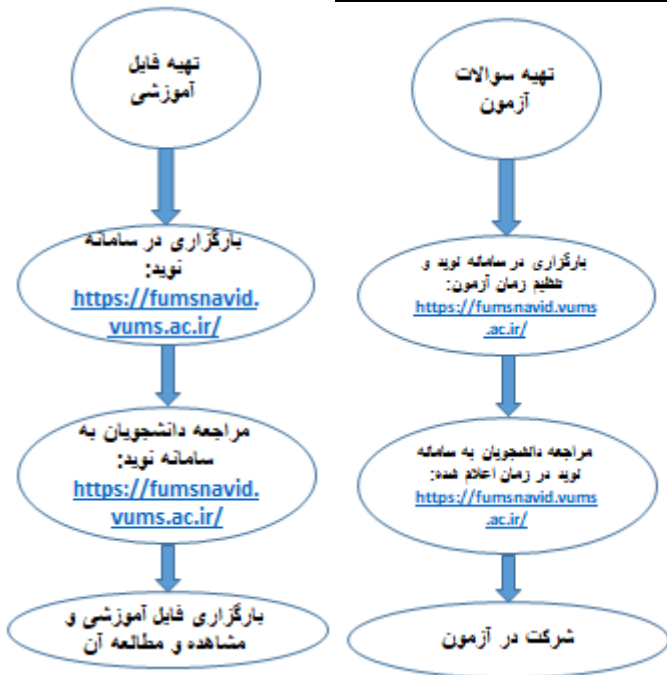 تهیه سوالات
آزمون
بارگزاری در سامانه نوید و
تنظیم زمان آزمون:
https://fumsnavid.vums
.ac.ir/
مراجعه دانشجویان به سامانه
نوید در زمان اعلام شده:
https://fumsnavid.vums
.ac.ir/
شرکت در آزمون
تهیه فایل
آموزشی
بارگزاری در سامانه
نوید:
https://fumsnavid.
vums.ac.ir/
مراجعه دانشجویان به
سامانه نوید:
https://fumsnavid.
vums.ac.ir/
بارگزاری فایل آموزشی و
مشاهده و مطالعه آن